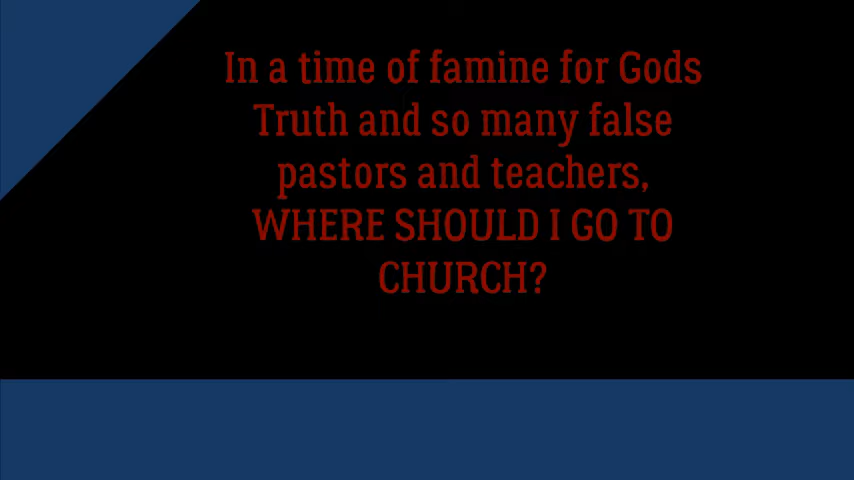 In a time of famine for Gods
Truth and so many false
pastors and teachers,
WHERE SHOULD I GO TO
CHURCH?